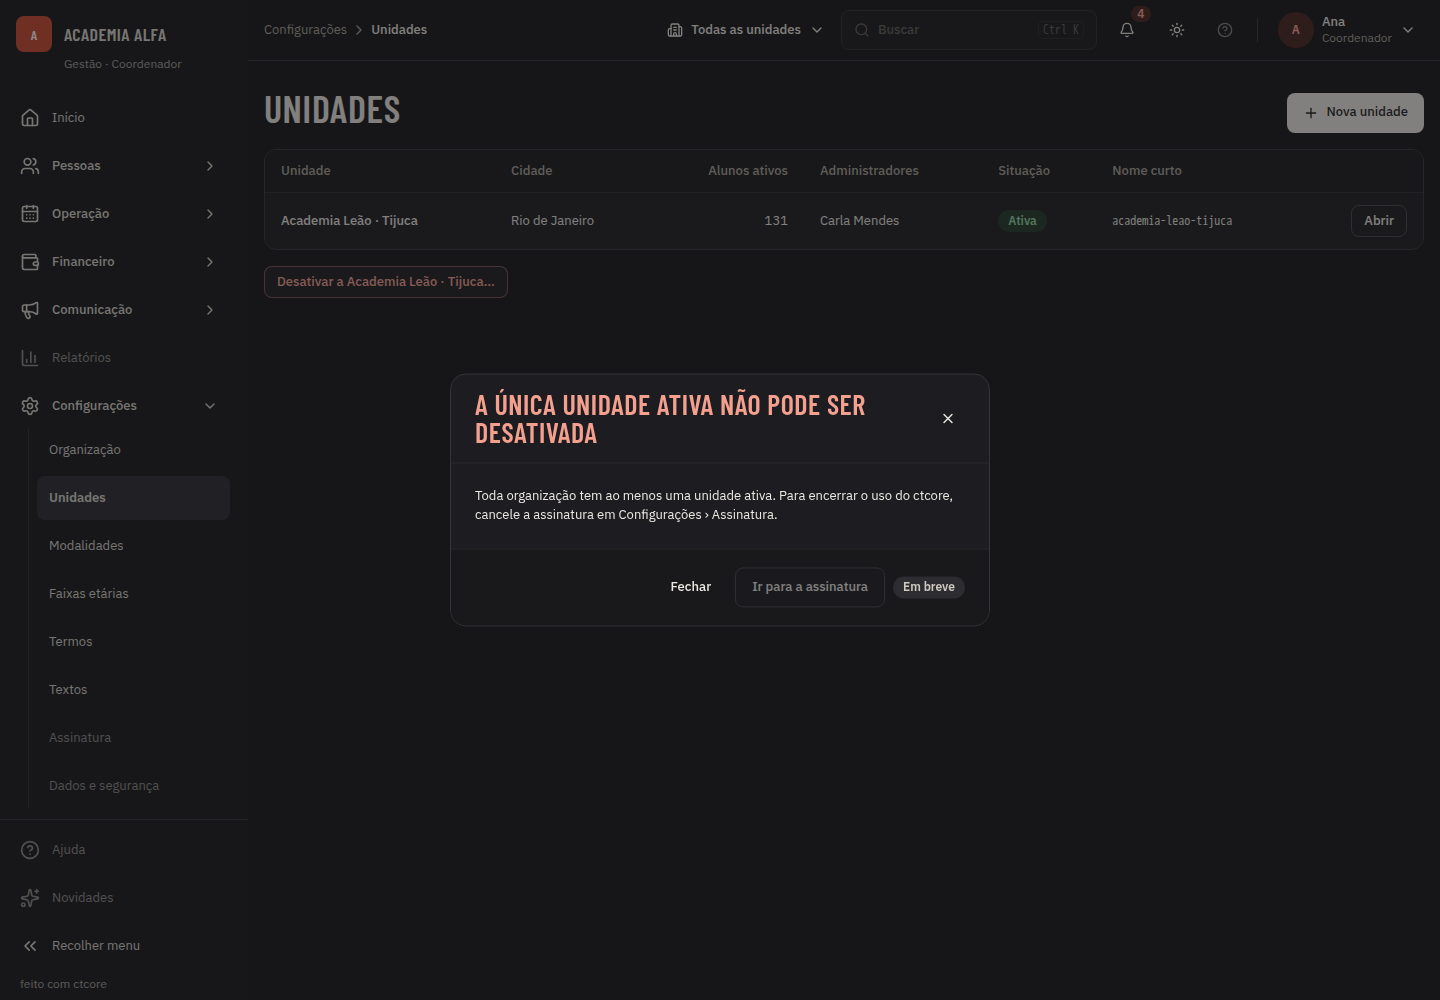 A
ACADEMIA ALFA
Gestão · Coordenador
Início
Pessoas
Operação
Financeiro
Comunicação
Relatórios
Configurações
Organização
Unidades
Modalidades
Faixas etárias
Termos
Textos
Assinatura
Dados e segurança
Ajuda
Novidades
Recolher menu
feito com ctcore
Configurações > Unidades
Todas as unidades
Buscar
Ctrl K
4
A
Ana
Coordenador
UNIDADES
+ Nova unidade
Unidade Cidade Alunos ativos Administradores Situação Nome curto
Academia Leão · Tijuca Rio de Janeiro 131 Carla Mendes Ativa academia-leao-tijuca Abrir
Desativar a Academia Leão · Tijuca...
A ÚNICA UNIDADE ATIVA NÃO PODE SER
DESATIVADA
Toda organização tem ao menos uma unidade ativa. Para encerrar o uso do ctcore,
cancele a assinatura em Configurações › Assinatura.
Fechar Ir para a assinatura Em breve